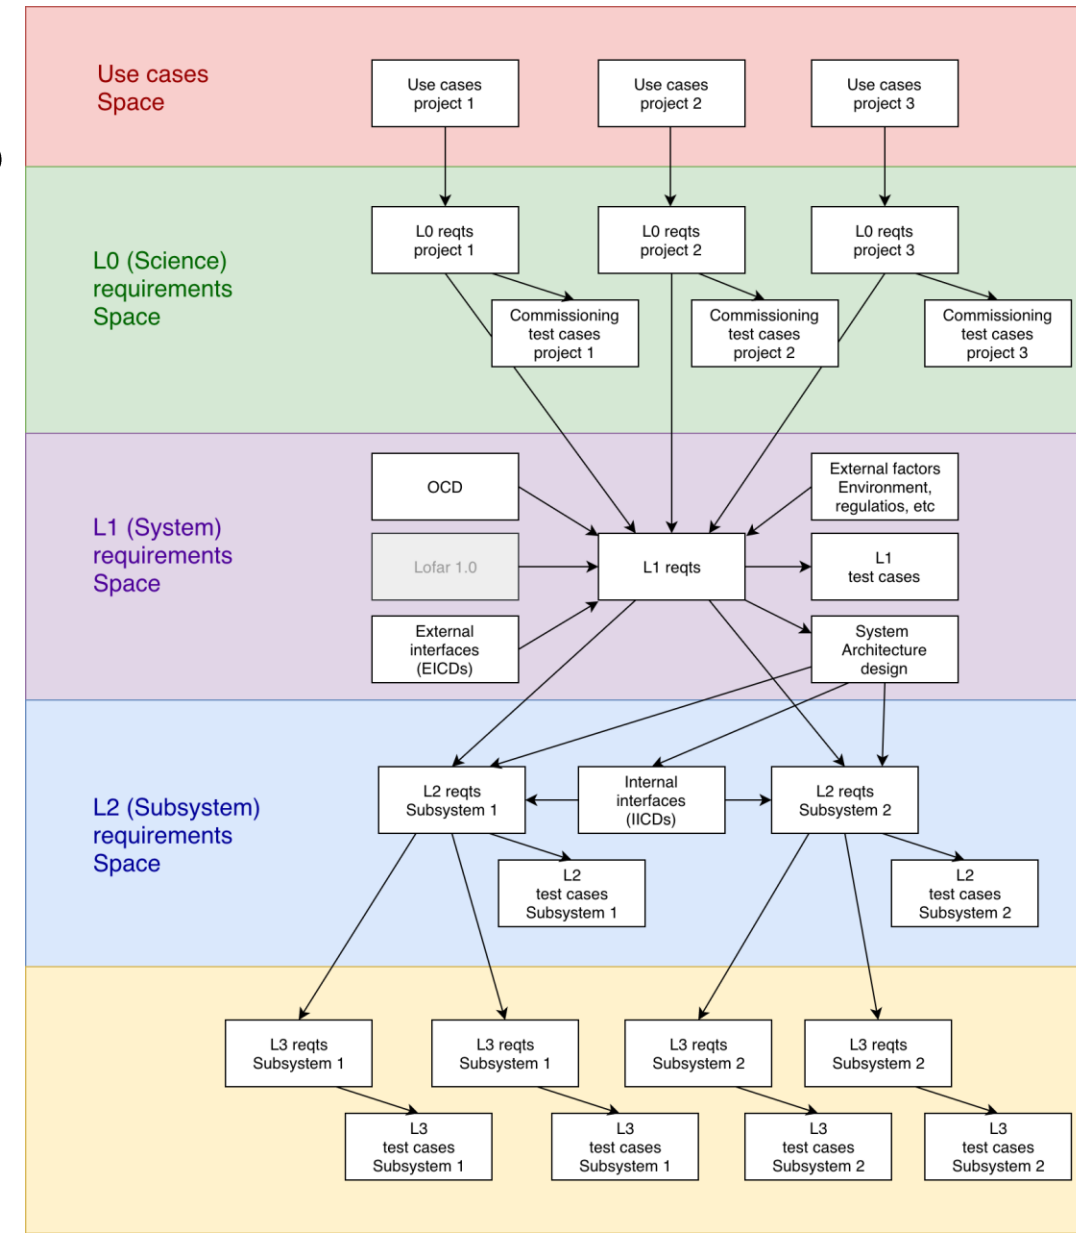 Use cases
Space
Use cases
project 1
Use cases
project 2
Use cases
project 3
)
L0 (Science)
requirements
Space
L0 reqts
project 1
L0 reqts
project 2
L0 reqts
project 3
Commissioning
test cases
project 1
Commissioning
test cases
project 2
Commissioning
test cases
project 3
L1 (System)
requirements
Space
OCD
External factors
Environment,
regulatios, etc
Lofar 1.0
L1 reqts
L1
test cases
External
interfaces
(EICDs)
System
Architecture
design
L2 (Subsystem)
requirements
Space
L2 reqts
Subsystem 1
Internal
interfaces
(IICDs)
L2 reqts
Subsystem 2
L2
test cases
Subsystem 1
L2
test cases
Subsystem 2
L3 reqts
Subsystem 1
L3 reqts
Subsystem 1
L3 reqts
Subsystem 2
L3 reqts
Subsystem 2
L3
test cases
Subsystem 1
L3
test cases
Subsystem 1
L3
test cases
Subsystem 2
L3
test cases
Subsystem 2